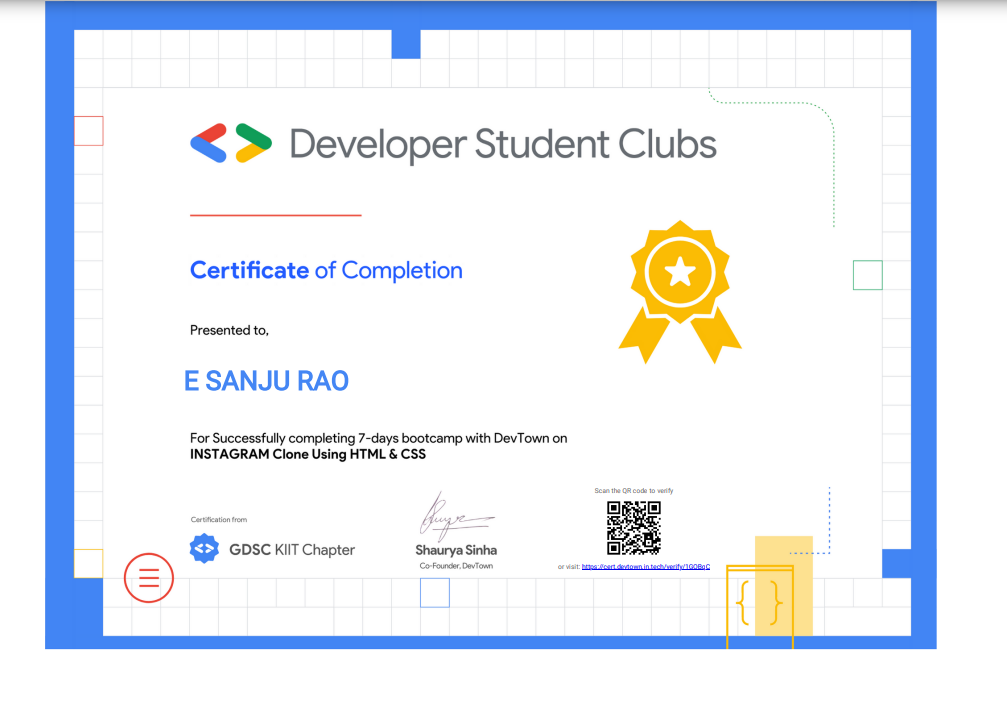 Developer Student Clubs
Certificate of Completion
Presented to,
E SANJU RAO
For Successfully completing 7-days bootcamp with DevTown on
INSTAGRAM Clone Using HTML & CSS
Certification from
GDSC KIIT Chapter
Shaurya Sinha
Co-Founder, DevTown
Scan the QR code to verify
or visit: https://cert.devtown.in.tech/verify/1GOBqC